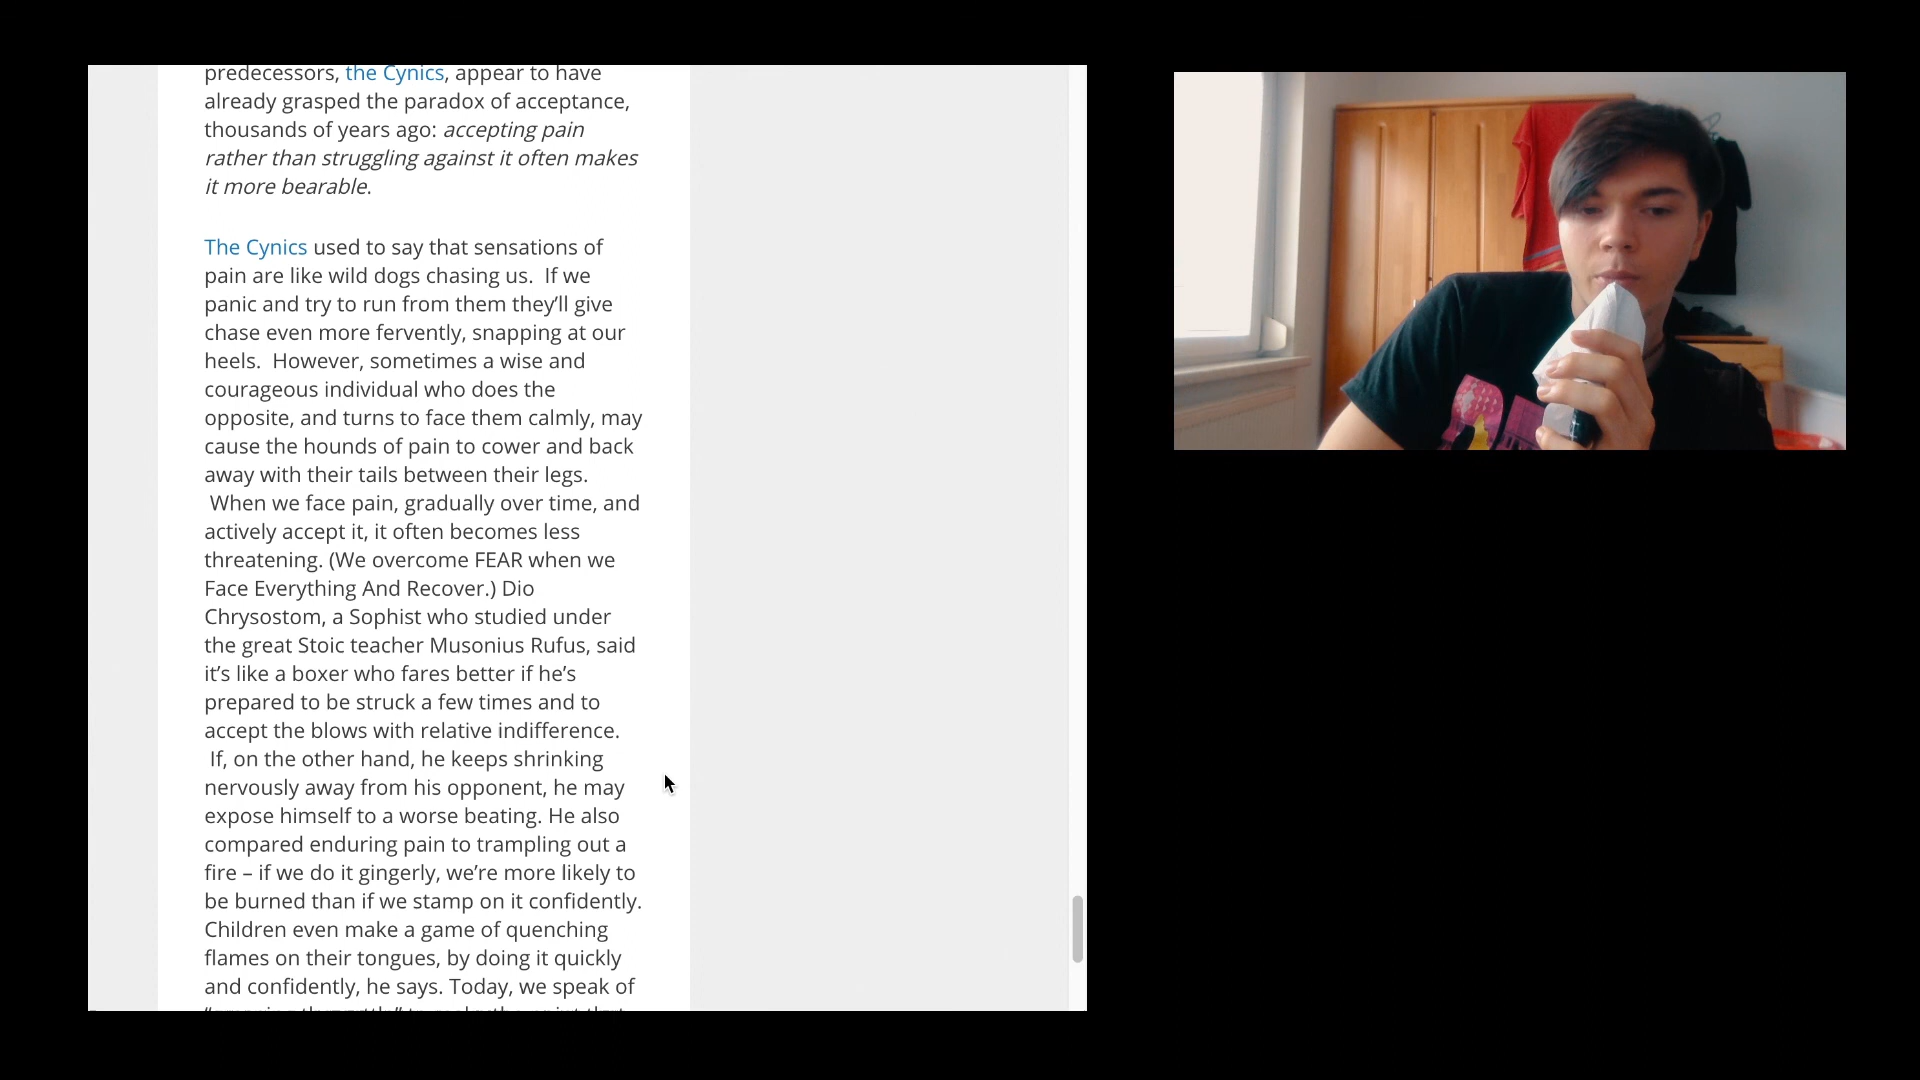 predecessors, the Cynics, appear to have
already grasped the paradox of acceptance,
thousands of years ago: accepting pain
rather than struggling against it often makes
it more bearable.
The Cynics used to say that sensations of
pain are like wild dogs chasing us.  If we
panic and try to run from them they’ll give
chase even more fervently, snapping at our
heels.  However, sometimes a wise and
courageous individual who does the
opposite, and turns to face them calmly, may
cause the hounds of pain to cower and back
away with their tails between their legs.
When we face pain, gradually over time, and
actively accept it, it often becomes less
threatening. (We overcome FEAR when we
Face Everything And Recover.) Dio
Chrysostom, a Sophist who studied under
the great Stoic teacher Musonius Rufus, said
it’s like a boxer who fares better if he’s
prepared to be struck a few times and to
accept the blows with relative indifference.
If, on the other hand, he keeps shrinking
nervously away from his opponent, he may
expose himself to a worse beating. He also
compared enduring pain to trampling out a
fire – if we do it gingerly, we’re more likely to
be burned than if we stamp on it confidently.
Children even make a game of quenching
flames on their tongues, by doing it quickly
and confidently, he says. Today, we speak of